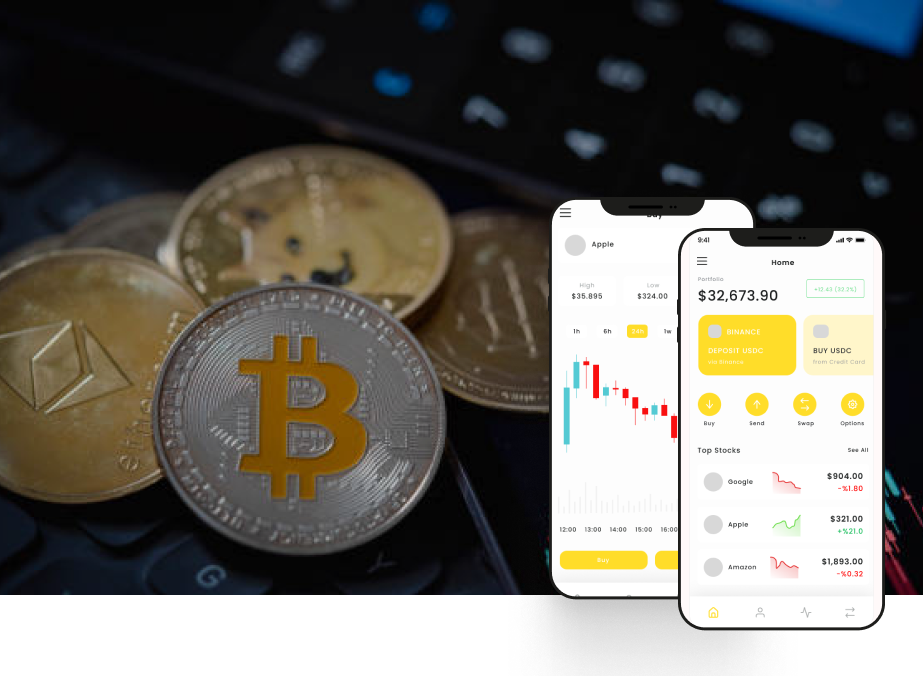 Apple
High
Low
$35.895
$324.00
1h
6h
24h
1w
12:00
13:00
14:00
15:00
16:00
Buy
9:41
Home
Portfolio
$32,673.90
BINANCE
DEPOSIT USDC
via Binance
BUY USDC
from Credit Card
Buy
Send
Swap
Options
Top Stocks
See All
Google
$904.00
-%1.80
Apple
$321.00
+%21.0
Amazon
$1,893.00
-%0.32
G
Y